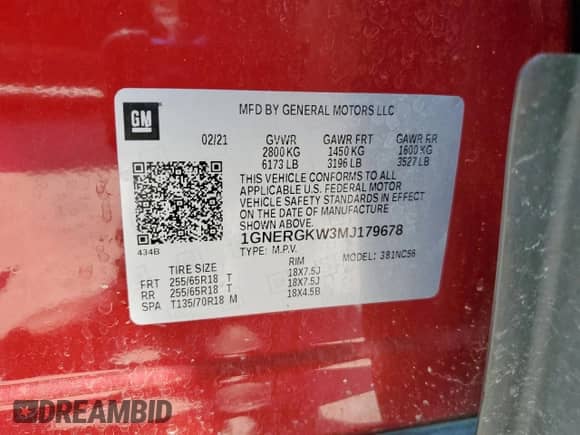 GM
MFD BY GENERAL MOTORS LLC
02/21 GVWR GAWR FRT GAWR RR
2800 KG 1450 KG 1600 KG
6173 LB 3196 LB 3527 LB
THIS VEHICLE CONFORMS TO ALL
APPLICABLE U.S. FEDERAL MOTOR
VEHICLE SAFETY STANDARDS IN
EFFECT ON THE DATE OF MANUFACTURE
SHOWN ABOVE.
1GNERGKW3MJ179678
434B
TYPE: M.P.V. MODEL: 381NC56
TIRE SIZE RIM
FRT 255/65R18 T 18X7.5J
RR 255/65R18 T 18X7.5J
SPA T135/70R18 M 18X4.5B
DREAMBID